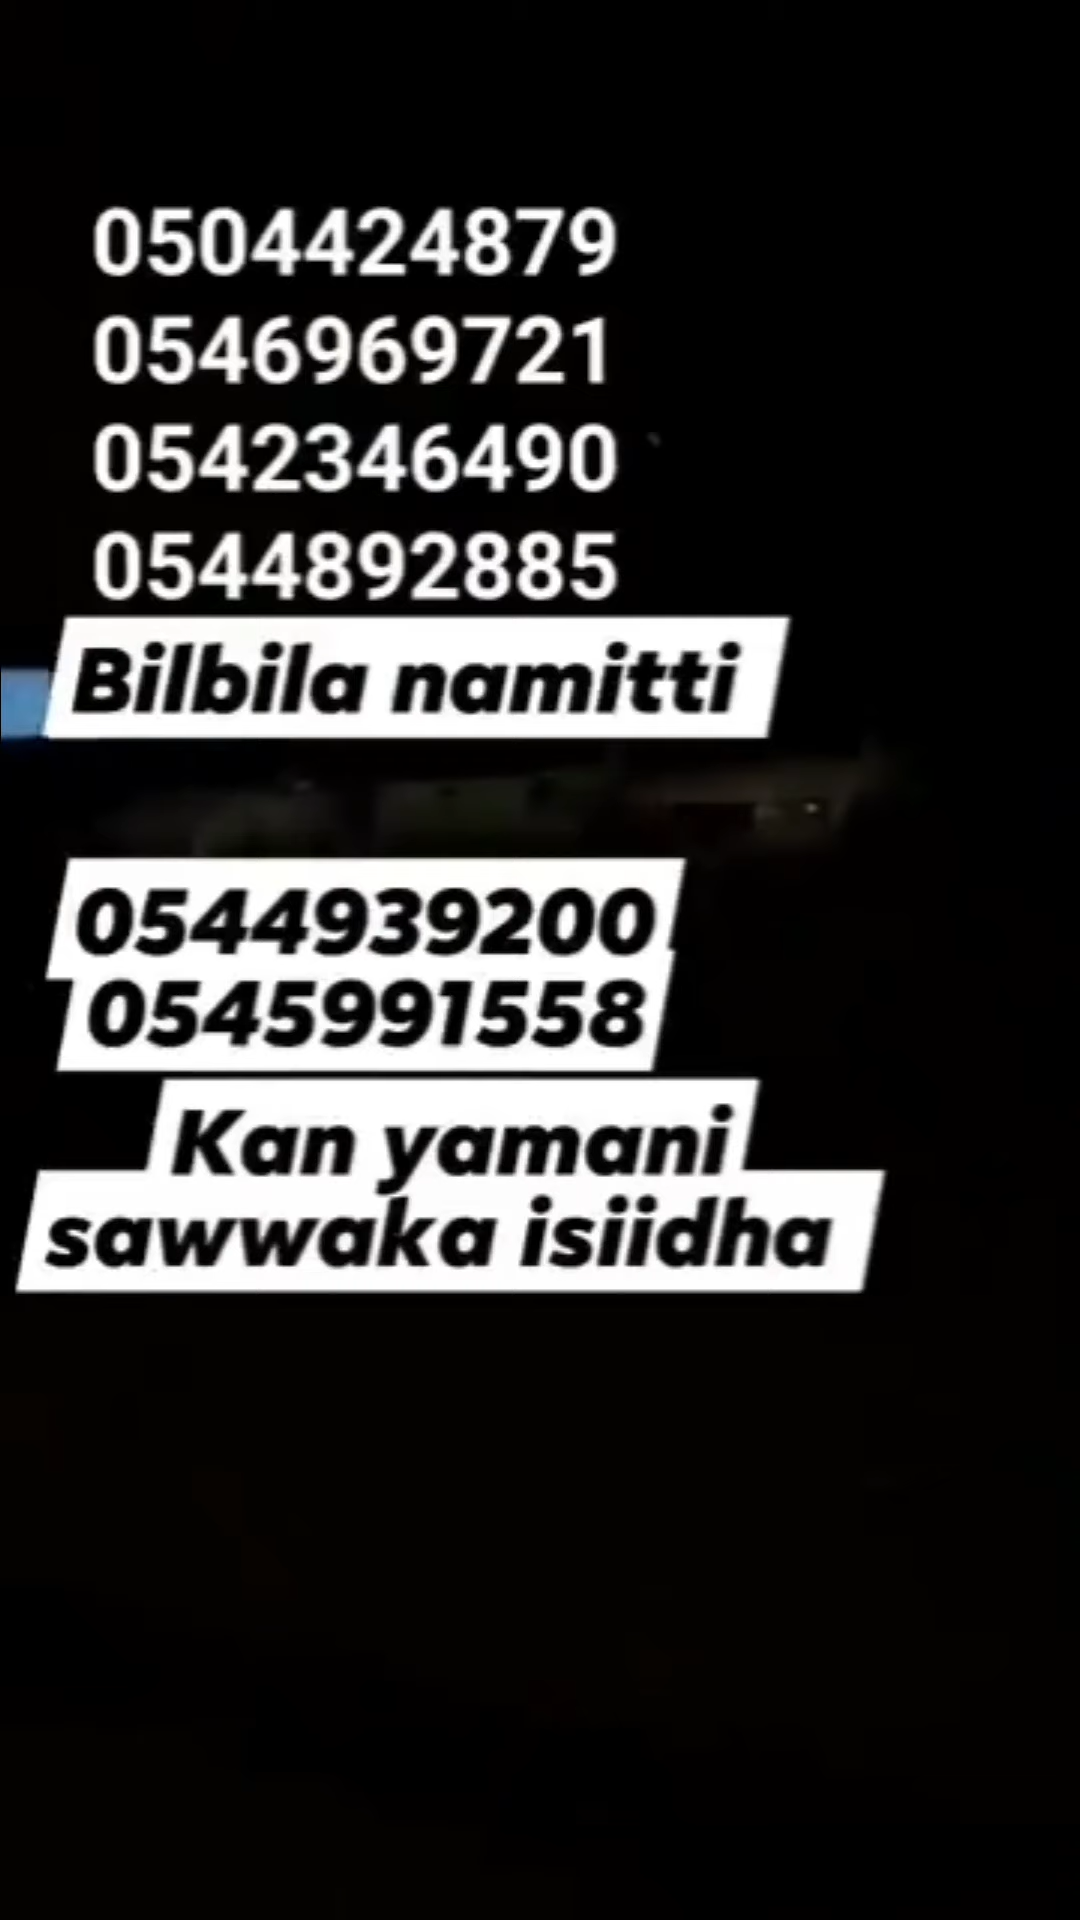 0504424879
0546969721
0542346490
0544892885
Bilbila namitti
0544939200
0545991558
Kan yamani
sawwaka isiidha